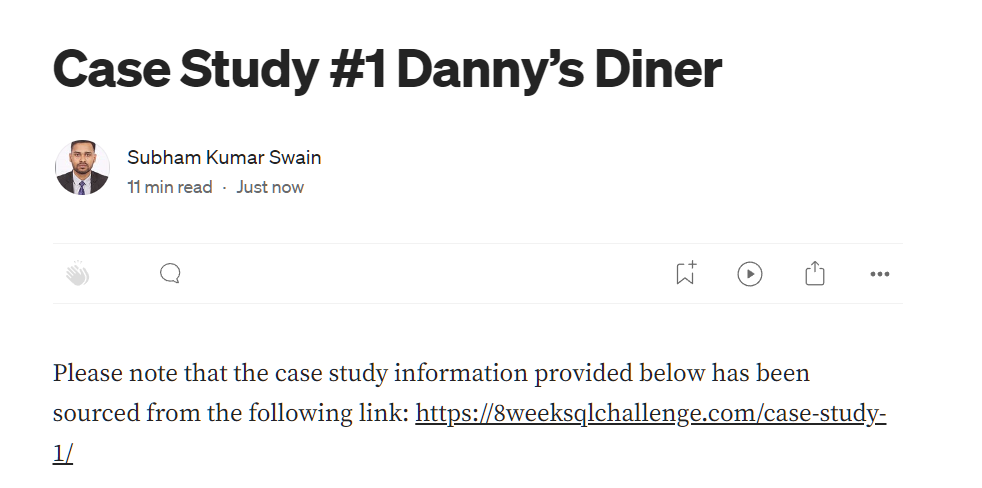 Case Study #1 Danny’s Diner
Subham Kumar Swain
11 min read · Just now
Please note that the case study information provided below has been
sourced from the following link: https://8weeksqlchallenge.com/case-study-
1/